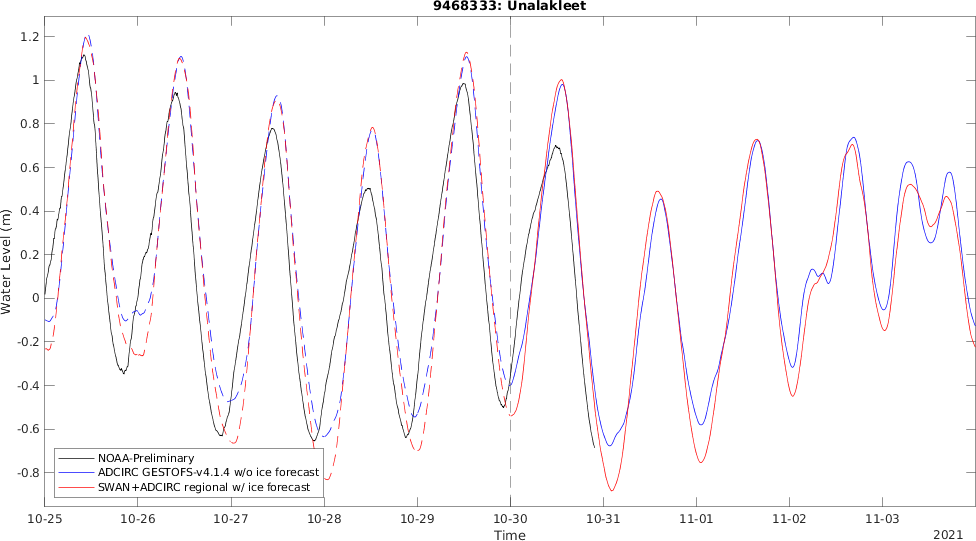 9468333: Unalakleet
1.2
1
0.8
0.6
0.4
0.2
0
-0.2
-0.4
-0.6
-0.8
Water Level (m)
NOAA-Preliminary
ADCIRC GESTOFS-v4.1.4 w/o ice forecast
SWAN+ADCIRC regional w/ ice forecast
10-25 10-26 10-27 10-28 10-29 10-30 10-31 11-01 11-02 11-03
Time
2021